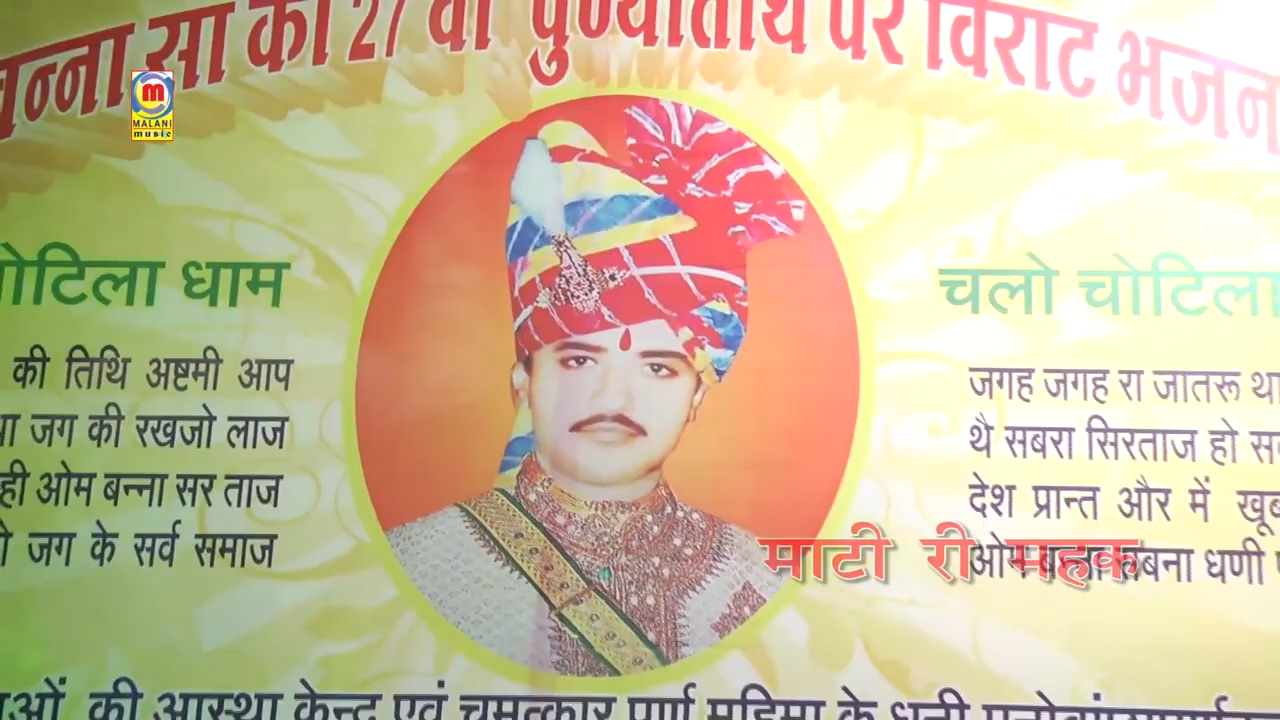 न्ना सा की 27 वीं पुण्यतिथि पर विराट भजन
MALANI
music
धाम
की तिथि अष्टमी आप
जग की रखजो लाज
ही ओम बन्ना सर ताज
जग के सर्व समाज
चलो चोटिला
जगह जगह रा जातरू
थै सबरा सिरताज हो
देश प्रान्त और में
ओम बन्ना धणी
माटी री महक
की आस्था केन्द्र एवं चमत्कार पूर्ण महिमा के धनी